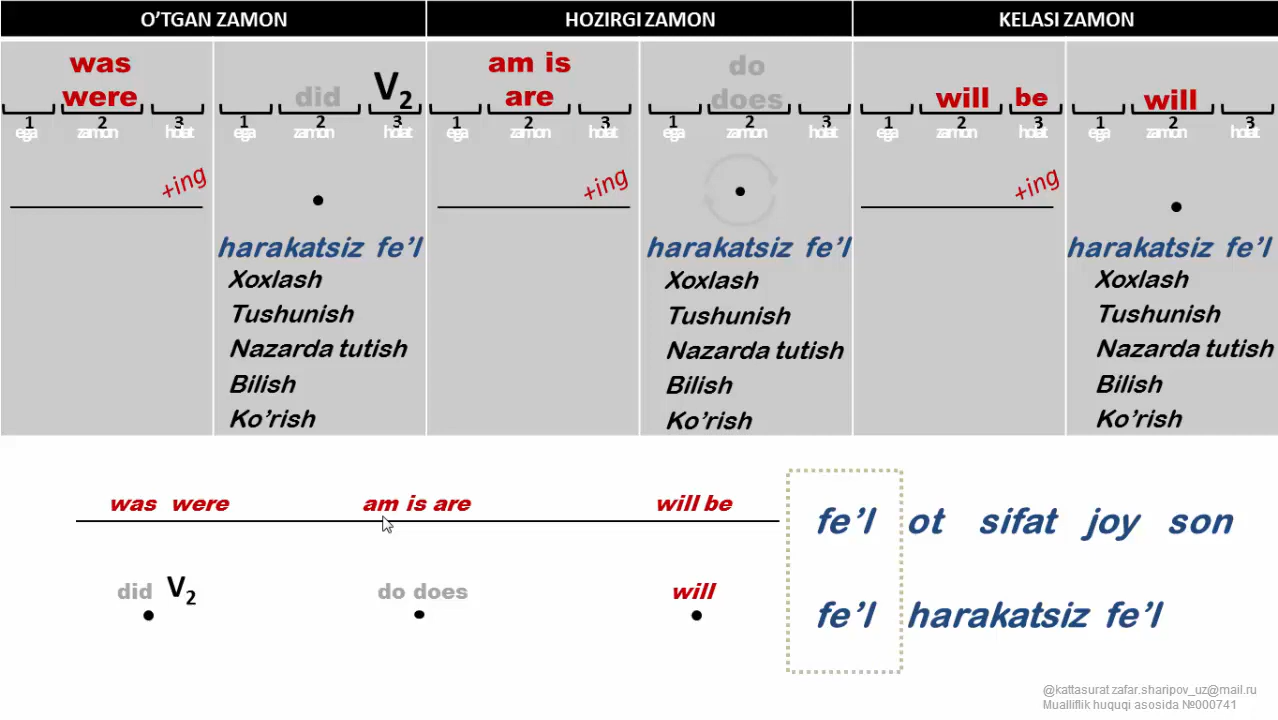 O'TGAN ZAMON HOZIRGI ZAMON KELASI ZAMON
was am is do
were did V2 are does will be will
1 2 3 1 2 3 1 2 3 1 2 3 1 2 3 1 2 3
ega zamon holat ega zamon holat ega zamon holat ega zamon holat ega zamon holat ega zamon holat
+ing +ing +ing
harakatsiz fe'l harakatsiz fe'l harakatsiz fe'l
Xoxlash Xoxlash Xoxlash
Tushunish Tushunish Tushunish
Nazarda tutish Nazarda tutish Nazarda tutish
Bilish Bilish Bilish
Ko'rish Ko'rish Ko'rish
was were am is are will be
fe'l ot sifat joy son
did V2 do does will
fe'l harakatsiz fe'l
@kattasurat zafar.sharipov_uz@mail.ru
Mualliflik huquqi asosida №000741